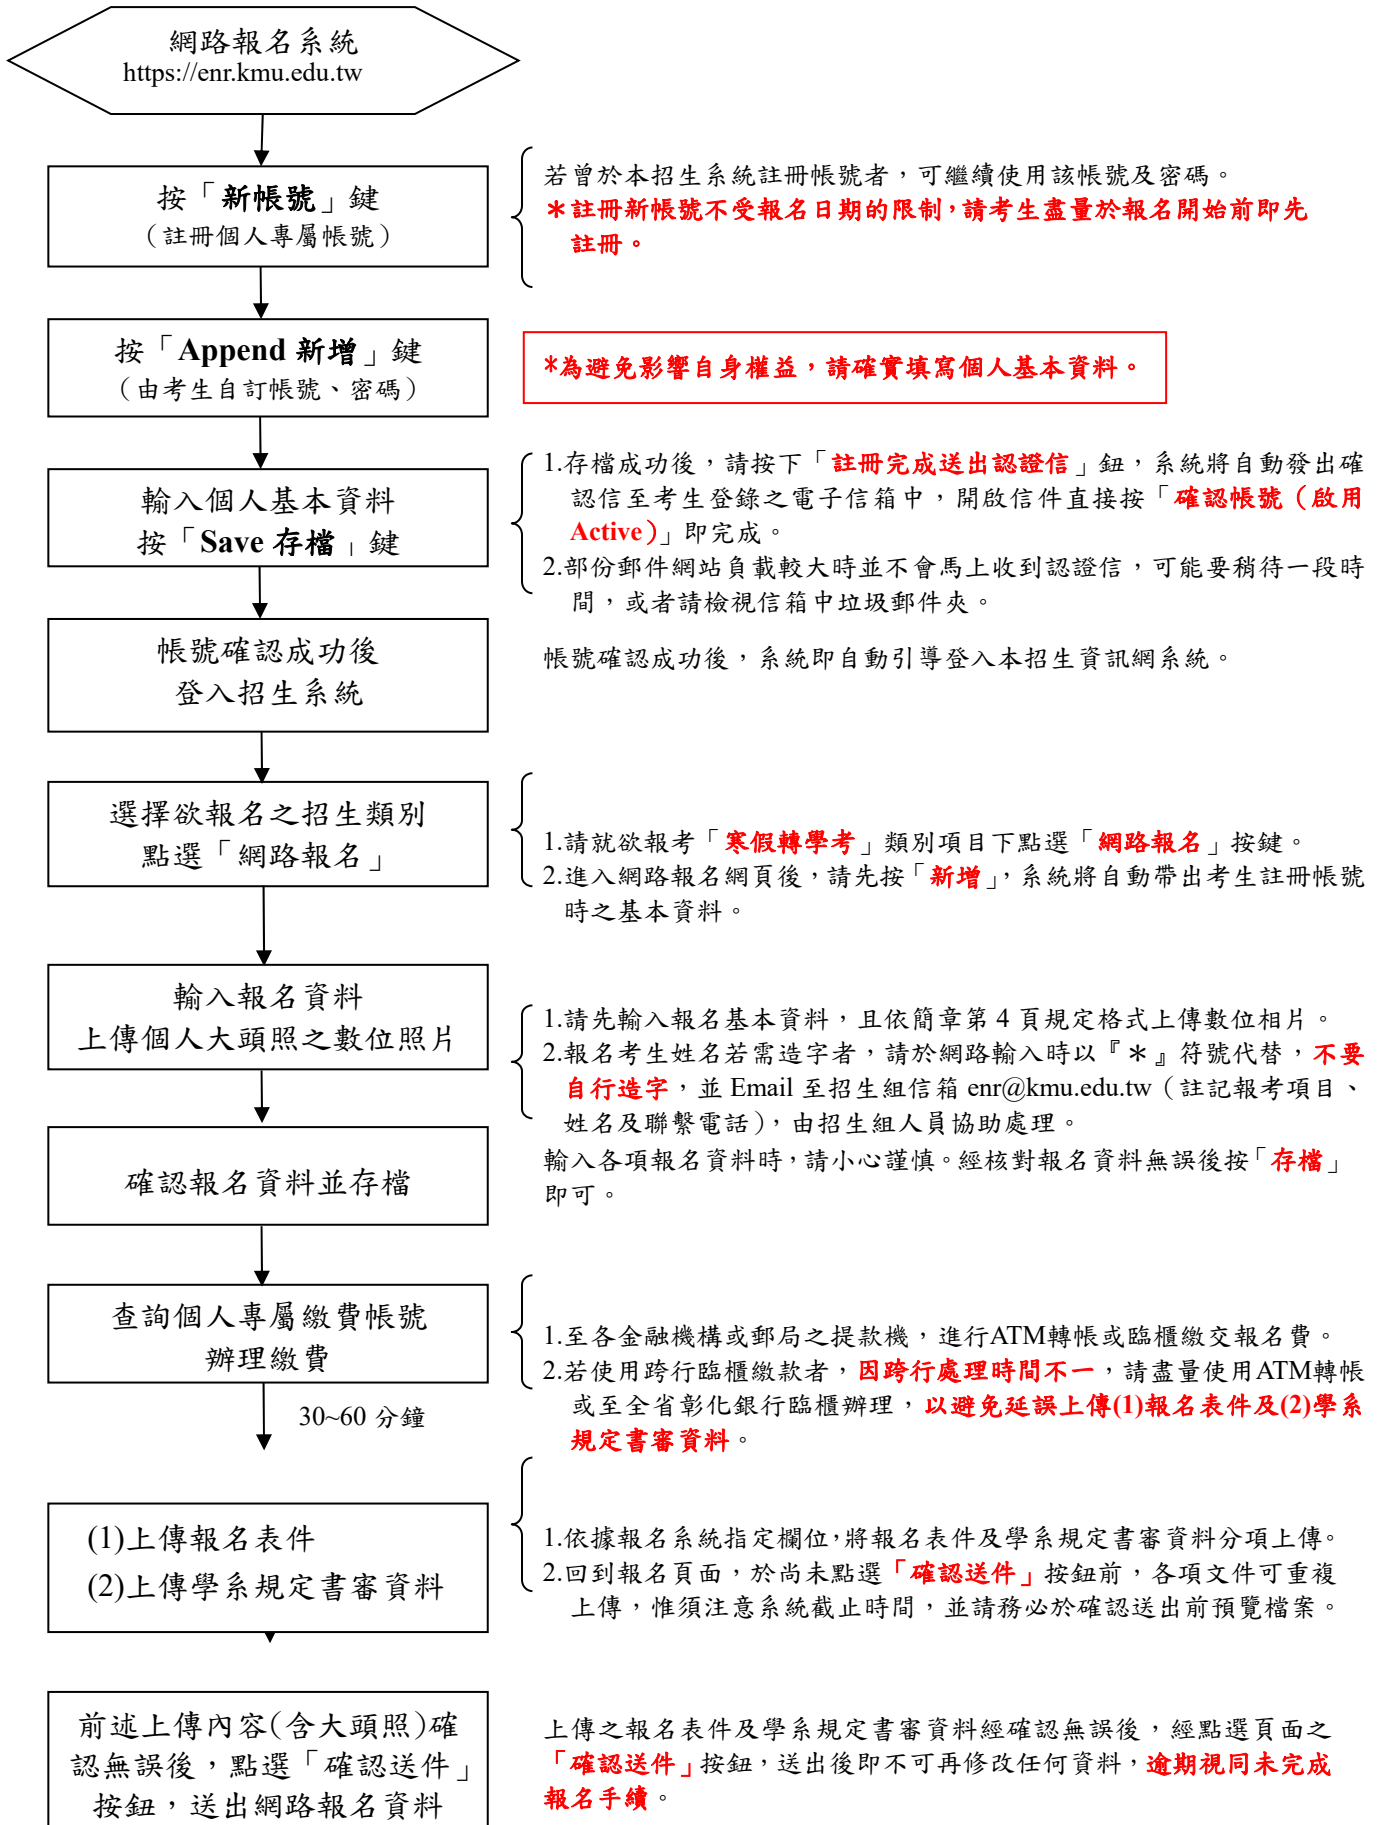 網路報名系統
https://enr.kmu.edu.tw
按「新帳號」鍵
（註冊個人專屬帳號）
若曾於本招生系統註冊帳號者，可繼續使用該帳號及密碼。
＊註冊新帳號不受報名日期的限制，請考生盡量於報名開始前即先
註冊。
按「Append 新增」鍵
（由考生自訂帳號、密碼）
*為避免影響自身權益，請確實填寫個人基本資料。
輸入個人基本資料
按「Save 存檔」鍵
1.存檔成功後，請按下「註冊完成送出認證信」鈕，系統將自動發出確
認信至考生登錄之電子信箱中，開啟信件直接按「確認帳號（啟用
Active）」即完成。
2.部份郵件網站負載較大時並不會馬上收到認證信，可能要稍待一段時
間，或者請檢視信箱中垃圾郵件夾。
帳號確認成功後
登入招生系統
帳號確認成功後，系統即自動引導登入本招生資訊網系統。
選擇欲報名之招生類別
點選「網路報名」
1.請就欲報考「寒假轉學考」類別項目下點選「網路報名」按鍵。
2.進入網路報名網頁後，請先按「新增」，系統將自動帶出考生註冊帳號
時之基本資料。
輸入報名資料
上傳個人大頭照之數位照片
1.請先輸入報名基本資料，且依簡章第 4 頁規定格式上傳數位相片。
2.報名考生姓名若需造字者，請於網路輸入時以『＊』符號代替，不要
自行造字，並 Email 至招生組信箱 enr@kmu.edu.tw（註記報考項目、
姓名及聯繫電話），由招生組人員協助處理。
確認報名資料並存檔
輸入各項報名資料時，請小心謹慎。經核對報名資料無誤後按「存檔」
即可。
查詢個人專屬繳費帳號
辦理繳費
1.至各金融機構或郵局之提款機，進行ATM轉帳或臨櫃繳交報名費。
2.若使用跨行臨櫃繳款者，因跨行處理時間不一，請盡量使用ATM轉帳
或至全省彰化銀行臨櫃辦理，以避免延誤上傳(1)報名表件及(2)學系
規定書審資料。
30~60 分鐘
(1)上傳報名表件
(2)上傳學系規定書審資料
1.依據報名系統指定欄位，將報名表件及學系規定書審資料分項上傳。
2.回到報名頁面，於尚未點選「確認送件」按鈕前，各項文件可重複
上傳，惟須注意系統截止時間，並請務必於確認送出前預覽檔案。
前述上傳內容(含大頭照)確
認無誤後，點選「確認送件」
按鈕，送出網路報名資料
上傳之報名表件及學系規定書審資料經確認無誤後，經點選頁面之
「確認送件」按鈕，送出後即不可再修改任何資料，逾期視同未完成
報名手續。